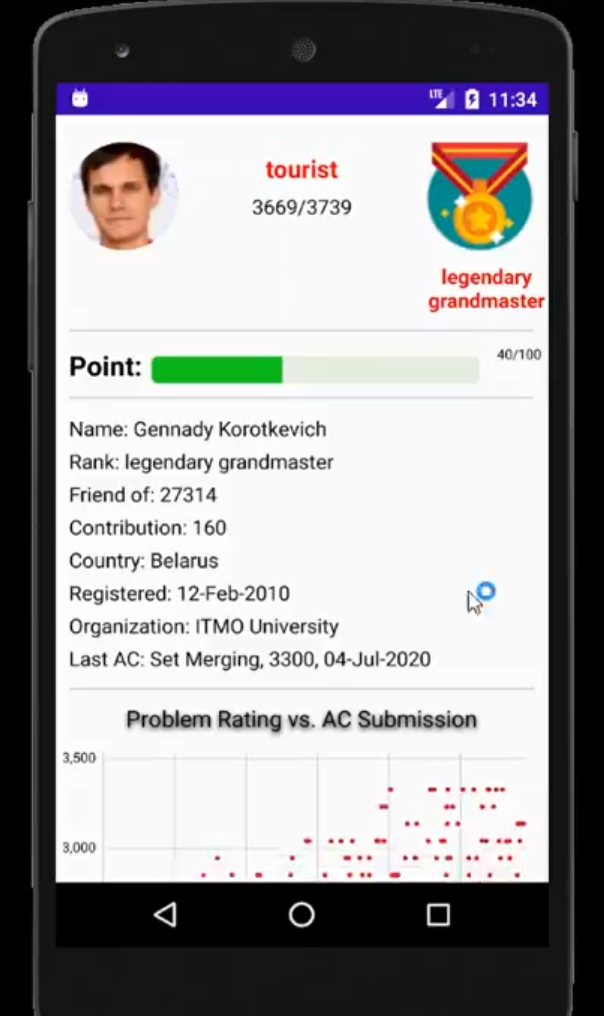 LTE 11:34
tourist
3669/3739
legendary
grandmaster
Point:
40/100
Name: Gennady Korotkevich
Rank: legendary grandmaster
Friend of: 27314
Contribution: 160
Country: Belarus
Registered: 12-Feb-2010
Organization: ITMO University
Last AC: Set Merging, 3300, 04-Jul-2020
Problem Rating vs. AC Submission
3,500
3,000